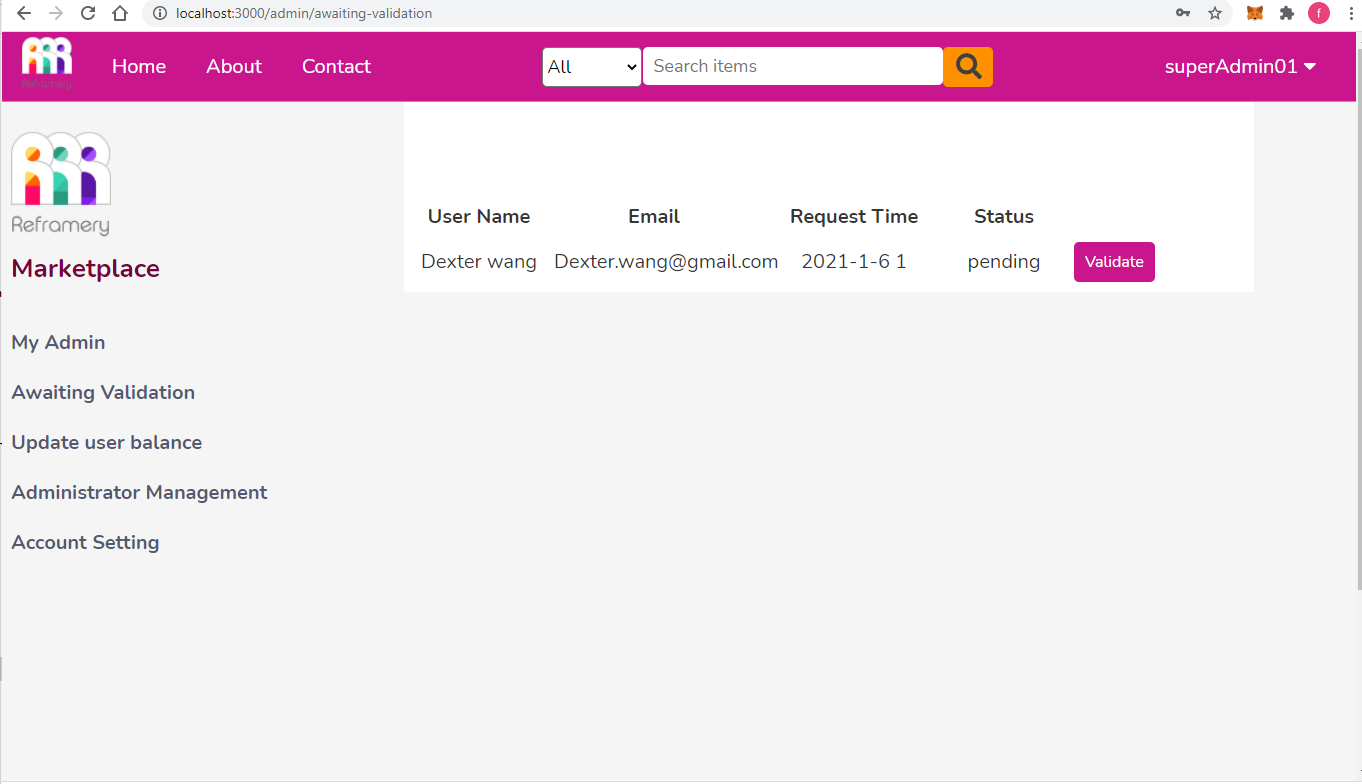 localhost:3000/admin/awaiting-validation
f
Reframery
Home About Contact All Search items superAdmin01
Reframery
Marketplace
My Admin
Awaiting Validation
Update user balance
Administrator Management
Account Setting
User Name Email Request Time Status
Dexter wang Dexter.wang@gmail.com 2021-1-6 1 pending Validate